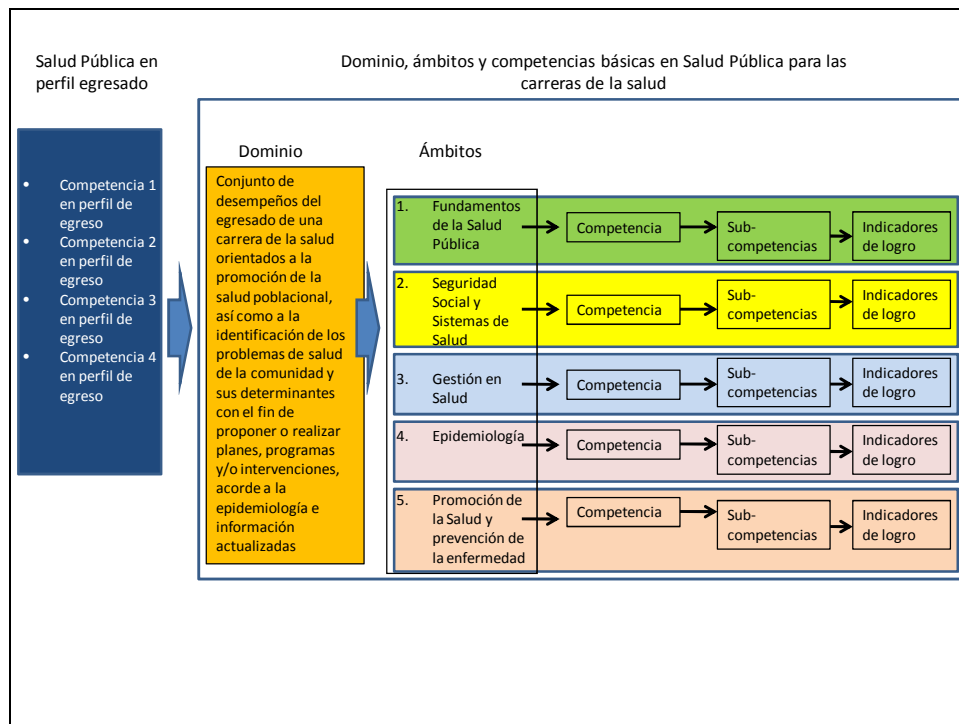 Salud Pública en
perfil egresado
Dominio, ámbitos y competencias básicas en Salud Pública para las
carreras de la salud
• Competencia 1
en perfil de
egreso
• Competencia 2
en perfil de
egreso
• Competencia 3
en perfil de
egreso
• Competencia 4
en perfil de
egreso
Dominio
Conjunto de
desempeños del
egresado de una
carrera de la salud
orientados a la
promoción de la
salud poblacional,
así como a la
identificación de los
problemas de salud
de la comunidad y
sus determinantes
con el fin de
proponer o realizar
planes, programas
y/o intervenciones,
acorde a la
epidemiología e
información
actualizadas
Ámbitos
1. Fundamentos
de la Salud
Pública
Competencia
Sub-
competencias
Indicadores
de logro
2. Seguridad
Social y
Sistemas de
Salud
Competencia
Sub-
competencias
Indicadores
de logro
3. Gestión en
Salud
Competencia
Sub-
competencias
Indicadores
de logro
4. Epidemiología
Competencia
Sub-
competencias
Indicadores
de logro
5. Promoción de
la Salud y
prevención de
la enfermedad
Competencia
Sub-
competencias
Indicadores
de logro